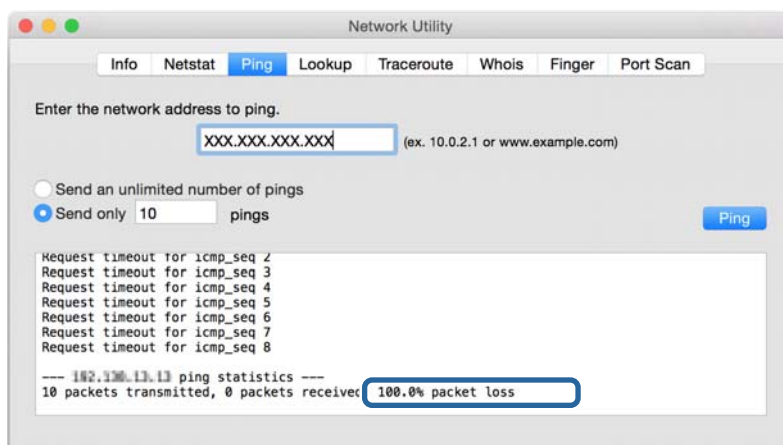 Network Utility
Info Netstat Ping Lookup Traceroute Whois Finger Port Scan
Enter the network address to ping.
XXX.XXX.XXX.XXX (ex. 10.0.2.1 or www.example.com)
Send an unlimited number of pings
Send only 10 pings
Ping
Request timeout for icmp_seq 2
Request timeout for icmp_seq 3
Request timeout for icmp_seq 4
Request timeout for icmp_seq 5
Request timeout for icmp_seq 6
Request timeout for icmp_seq 7
Request timeout for icmp_seq 8
--- ping statistics ---
10 packets transmitted, 0 packets received 100.0% packet loss